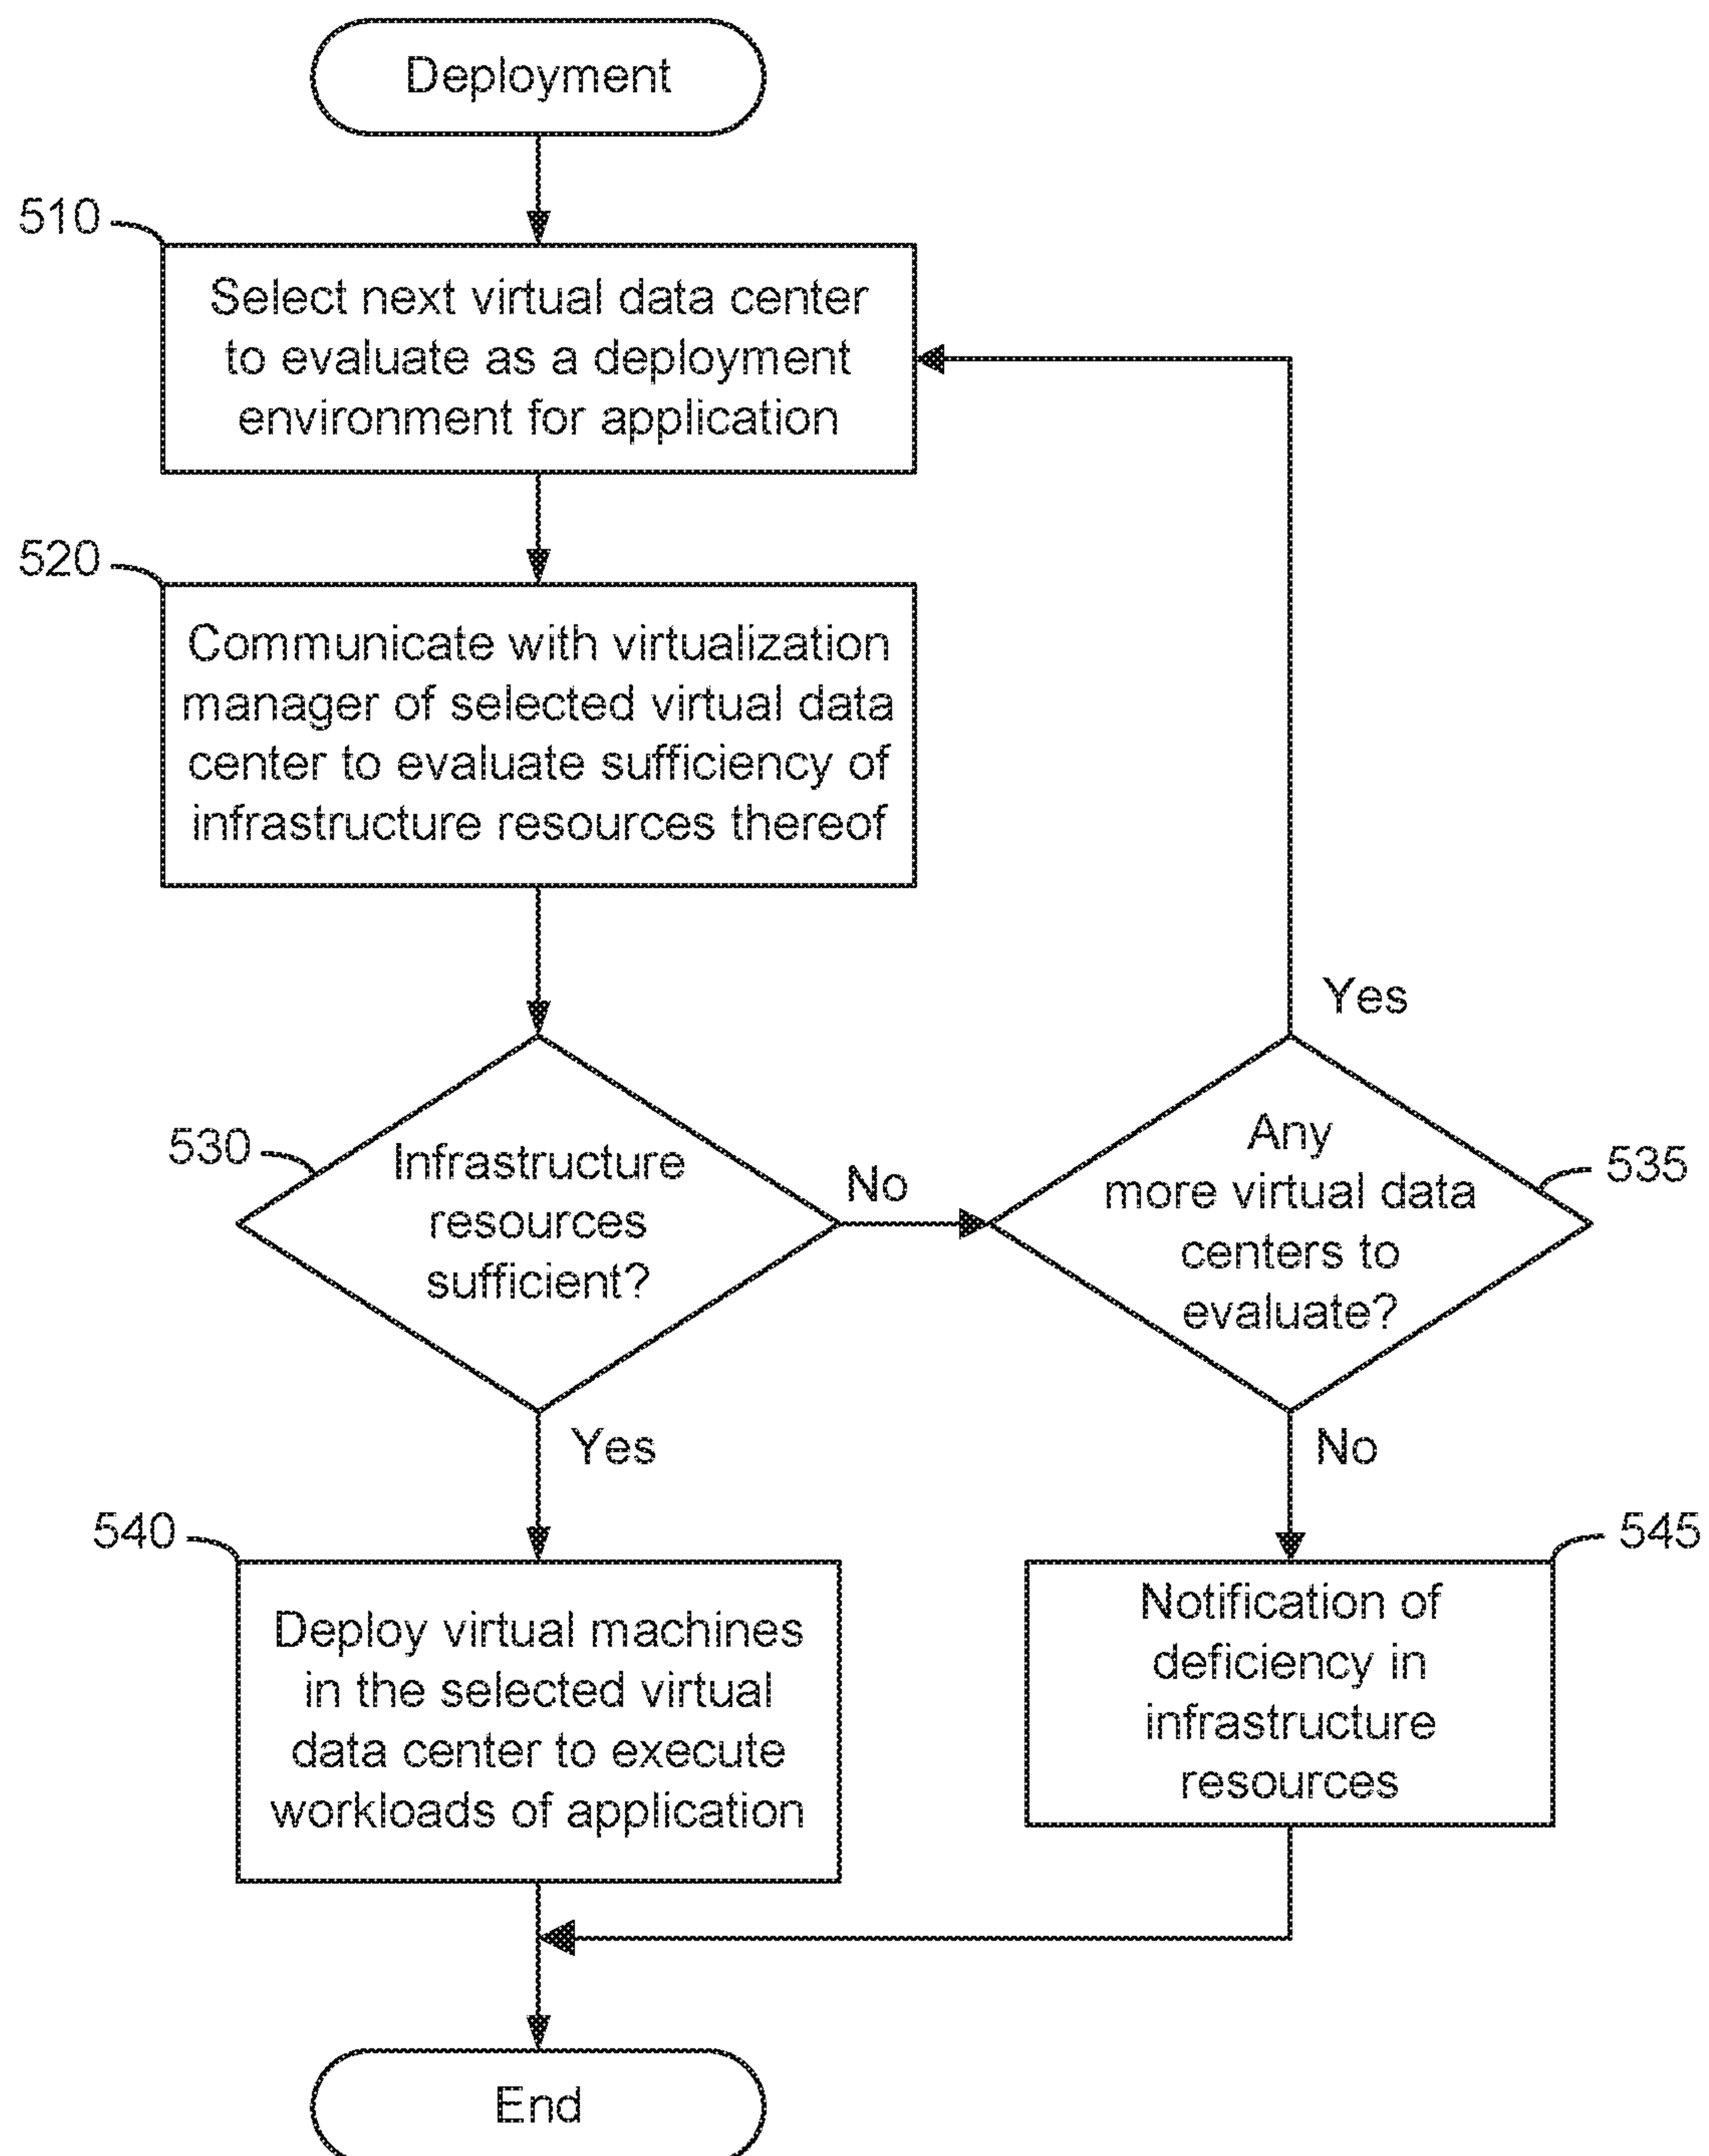 Deployment
510
Select next virtual data center
to evaluate as a deployment
environment for application
520
Communicate with virtualization
manager of selected virtual data
center to evaluate sufficiency of
infrastructure resources thereof
530
Infrastructure
resources
sufficient?
No
Yes
535
Any
more virtual data
centers to
evaluate?
Yes
No
540
Deploy virtual machines
in the selected virtual
data center to execute
workloads of application
545
Notification of
deficiency in
infrastructure
resources
End